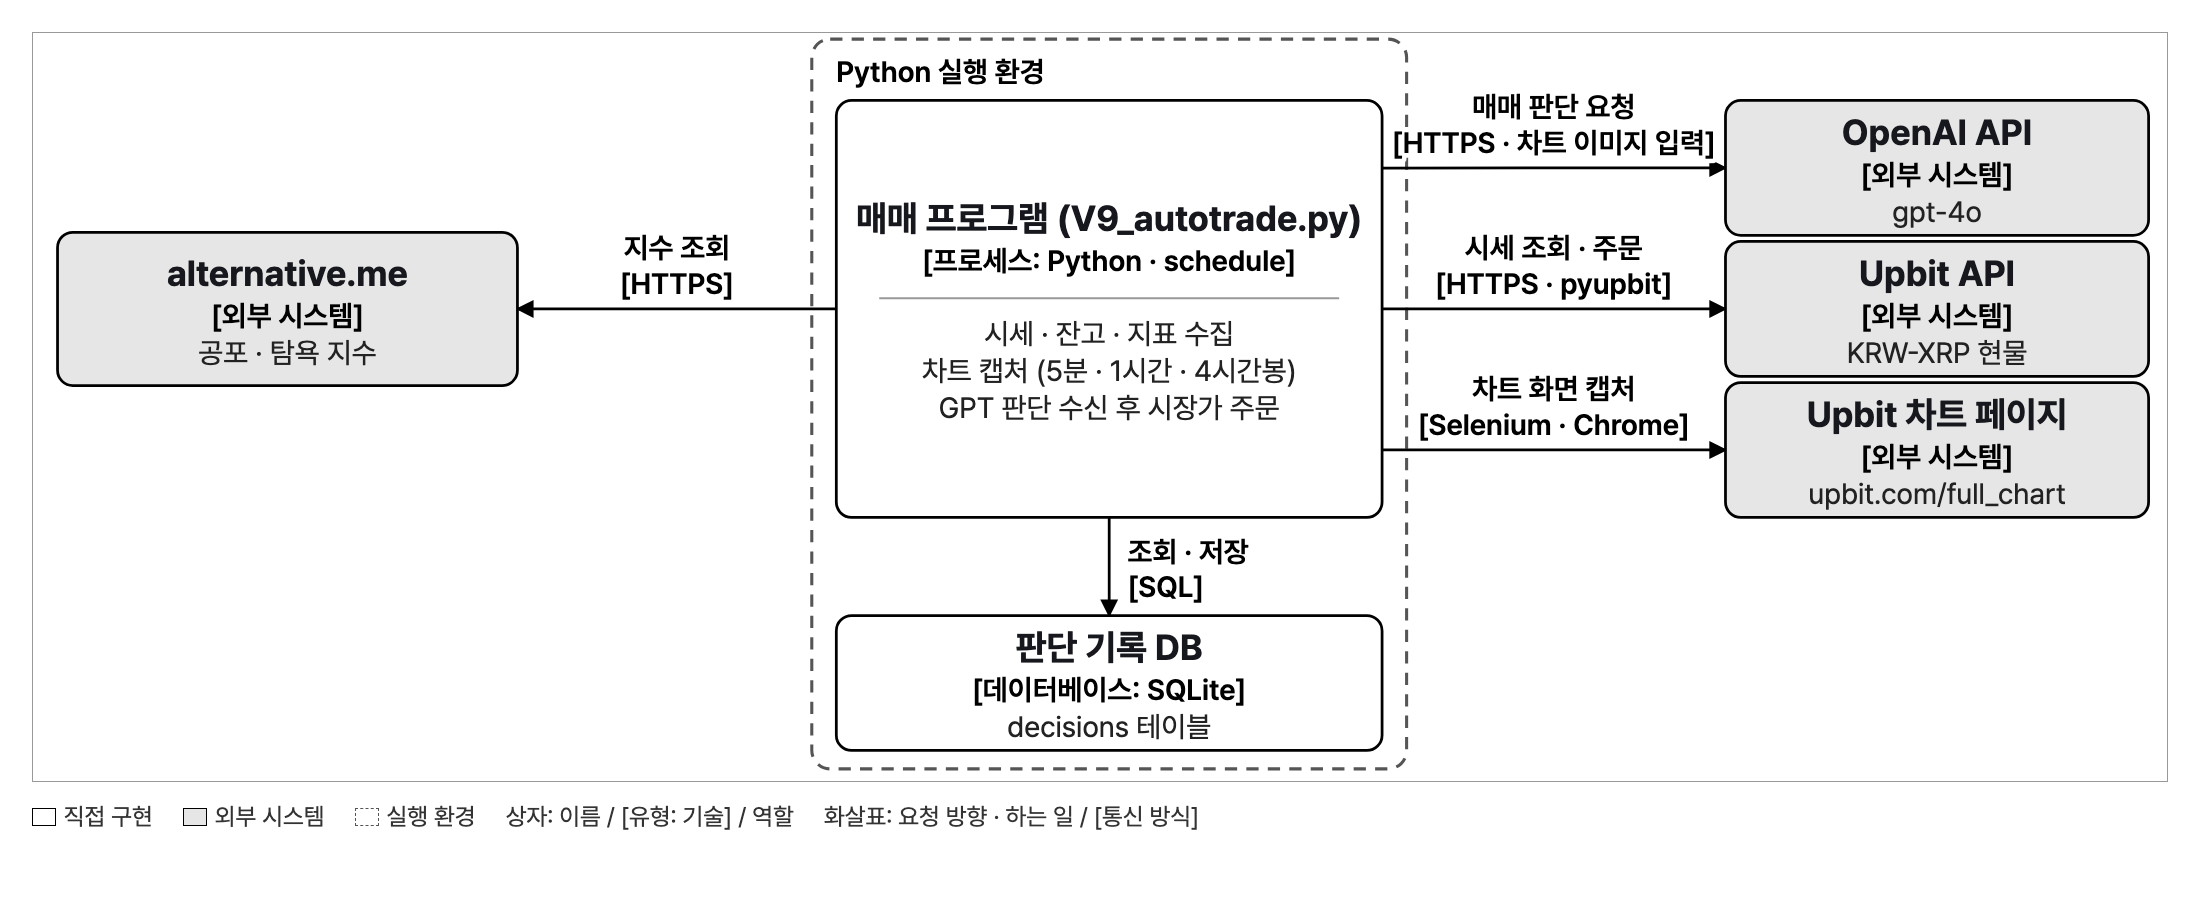 Python 실행 환경
매매 프로그램 (V9_autotrade.py)
[프로세스: Python · schedule]
시세 · 잔고 · 지표 수집
차트 캡처 (5분 · 1시간 · 4시간봉)
GPT 판단 수신 후 시장가 주문
지수 조회
[HTTPS]
alternative.me
[외부 시스템]
공포 · 탐욕 지수
매매 판단 요청
[HTTPS · 차트 이미지 입력]
OpenAI API
[외부 시스템]
gpt-4o
시세 조회 · 주문
[HTTPS · pyupbit]
Upbit API
[외부 시스템]
KRW-XRP 현물
차트 화면 캡처
[Selenium · Chrome]
Upbit 차트 페이지
[외부 시스템]
upbit.com/full_chart
조회 · 저장
[SQL]
판단 기록 DB
[데이터베이스: SQLite]
decisions 테이블
직접 구현
외부 시스템
실행 환경
상자: 이름 / [유형: 기술] / 역할
화살표: 요청 방향 · 하는 일 / [통신 방식]